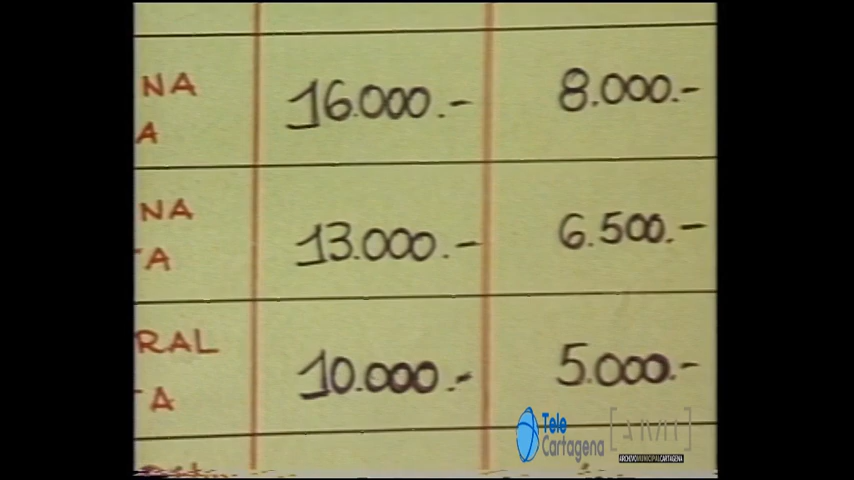 NA
A
16.000.-
8.000.-
NA
TA
13.000.-
6.500.-
RAL
TA
10.000.-
5.000.-
Tele
Cartagena
ARCHIVO MUNICIPAL CARTAGENA